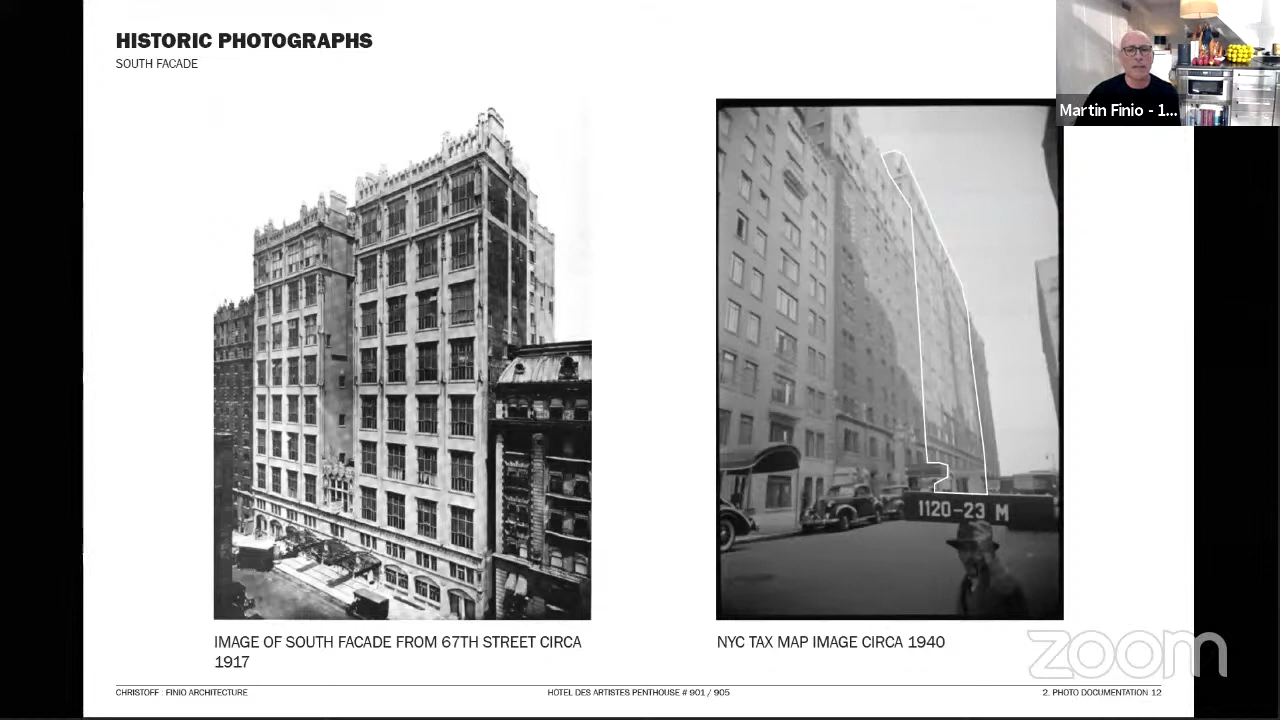 HISTORIC PHOTOGRAPHS
SOUTH FACADE
Martin Finio - 1...
1120-23 M
IMAGE OF SOUTH FACADE FROM 67TH STREET CIRCA
1917
NYC TAX MAP IMAGE CIRCA 1940
zoom
CHRISTOFF : FINIO ARCHITECTURE
HOTEL DES ARTISTES PENTHOUSE # 901 / 905
2. PHOTO DOCUMENTATION 12